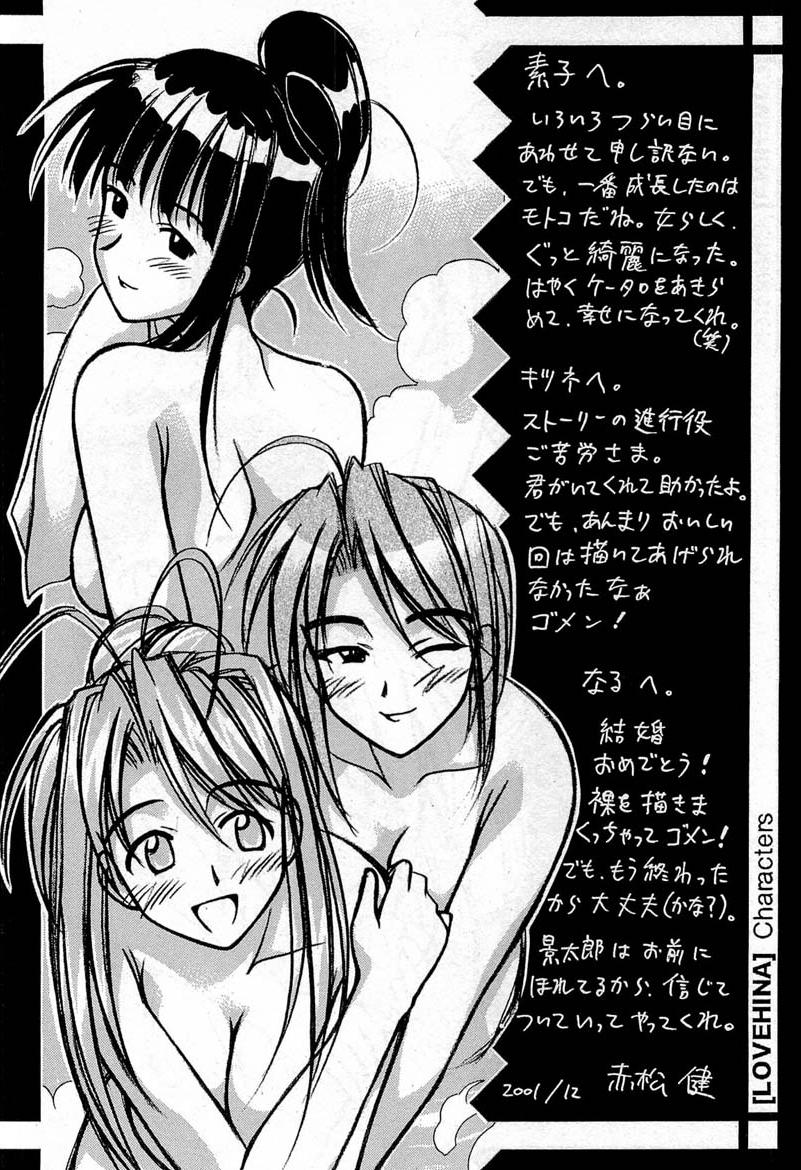 素子へ。
いろいろつらい目に
あわせて申し訳ない。
でも、一番成長したのは
モトコだね。女らしく、
ぐっと綺麗になった。
はやくケータロをあきら
めて、幸せになってくれ。
(笑)
キツネへ。
ストーリーの進行役
ご苦労さま。
君がいてくれて助かったよ。
でも、あんまりおいしい
回は描いてあげられ
なかったなぁ
ゴメン!
なるへ。
結婚
おめでとう!
裸を描きま
くっちゃってゴメン!
でも、もう終わった
から大丈夫(かな?)。
景太郎はお前に
ほれてるから、信じて
ついていってやってくれ。
2001/12 赤松健
[LOVEHINA] Characters